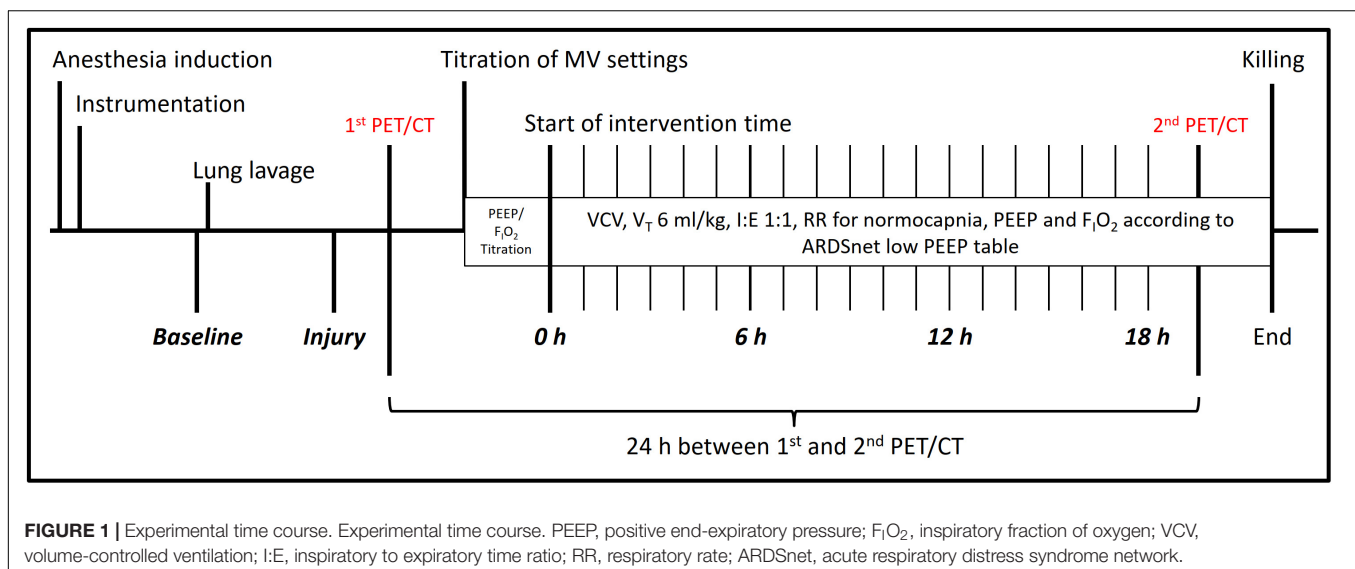 Anesthesia induction
Titration of MV settings
Killing
Instrumentation
1st PET/CT
Start of intervention time
2nd PET/CT
Lung lavage
PEEP/
FIO2
Titration
VCV, VT 6 ml/kg, I:E 1:1, RR for normocapnia, PEEP and FIO2 according to
ARDSnet low PEEP table
Baseline
Injury
0 h
6 h
12 h
18 h
End
24 h between 1st and 2nd PET/CT
FIGURE 1 | Experimental time course. Experimental time course. PEEP, positive end-expiratory pressure; FIO2, inspiratory fraction of oxygen; VCV,
volume-controlled ventilation; I:E, inspiratory to expiratory time ratio; RR, respiratory rate; ARDSnet, acute respiratory distress syndrome network.